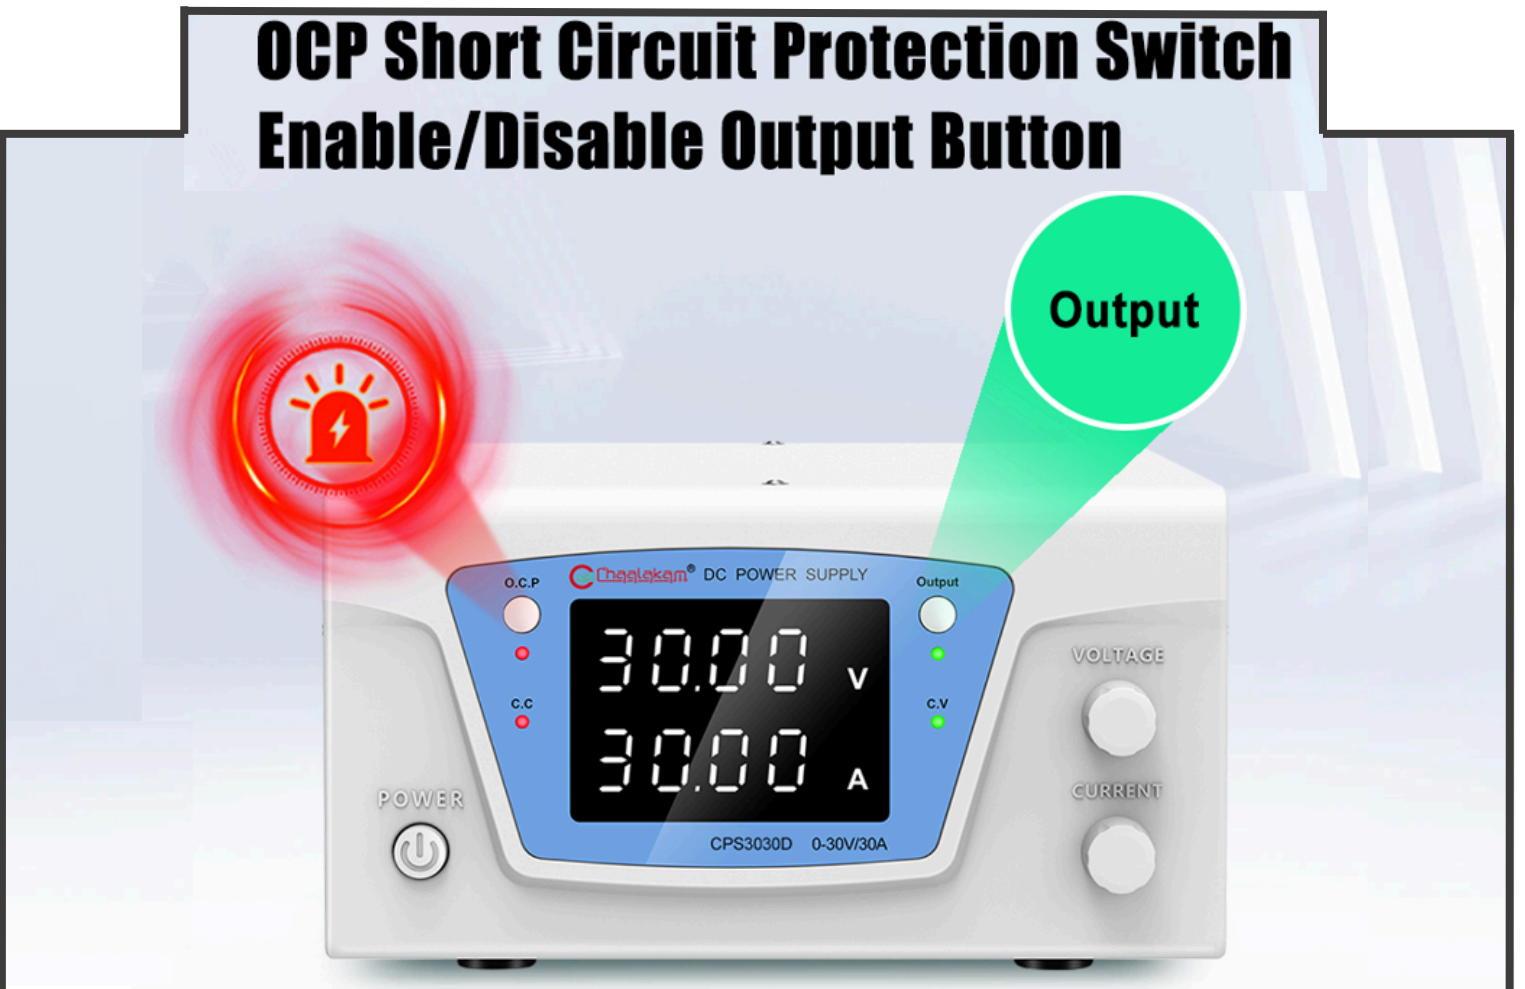 OCP Short Circuit Protection Switch
Enable/Disable Output Button
Output
O.C.P
Chaalakam® DC POWER SUPPLY
Output
30.00 V
C.C
C.V
30.00 A
VOLTAGE
CURRENT
POWER
CPS3030D 0-30V/30A